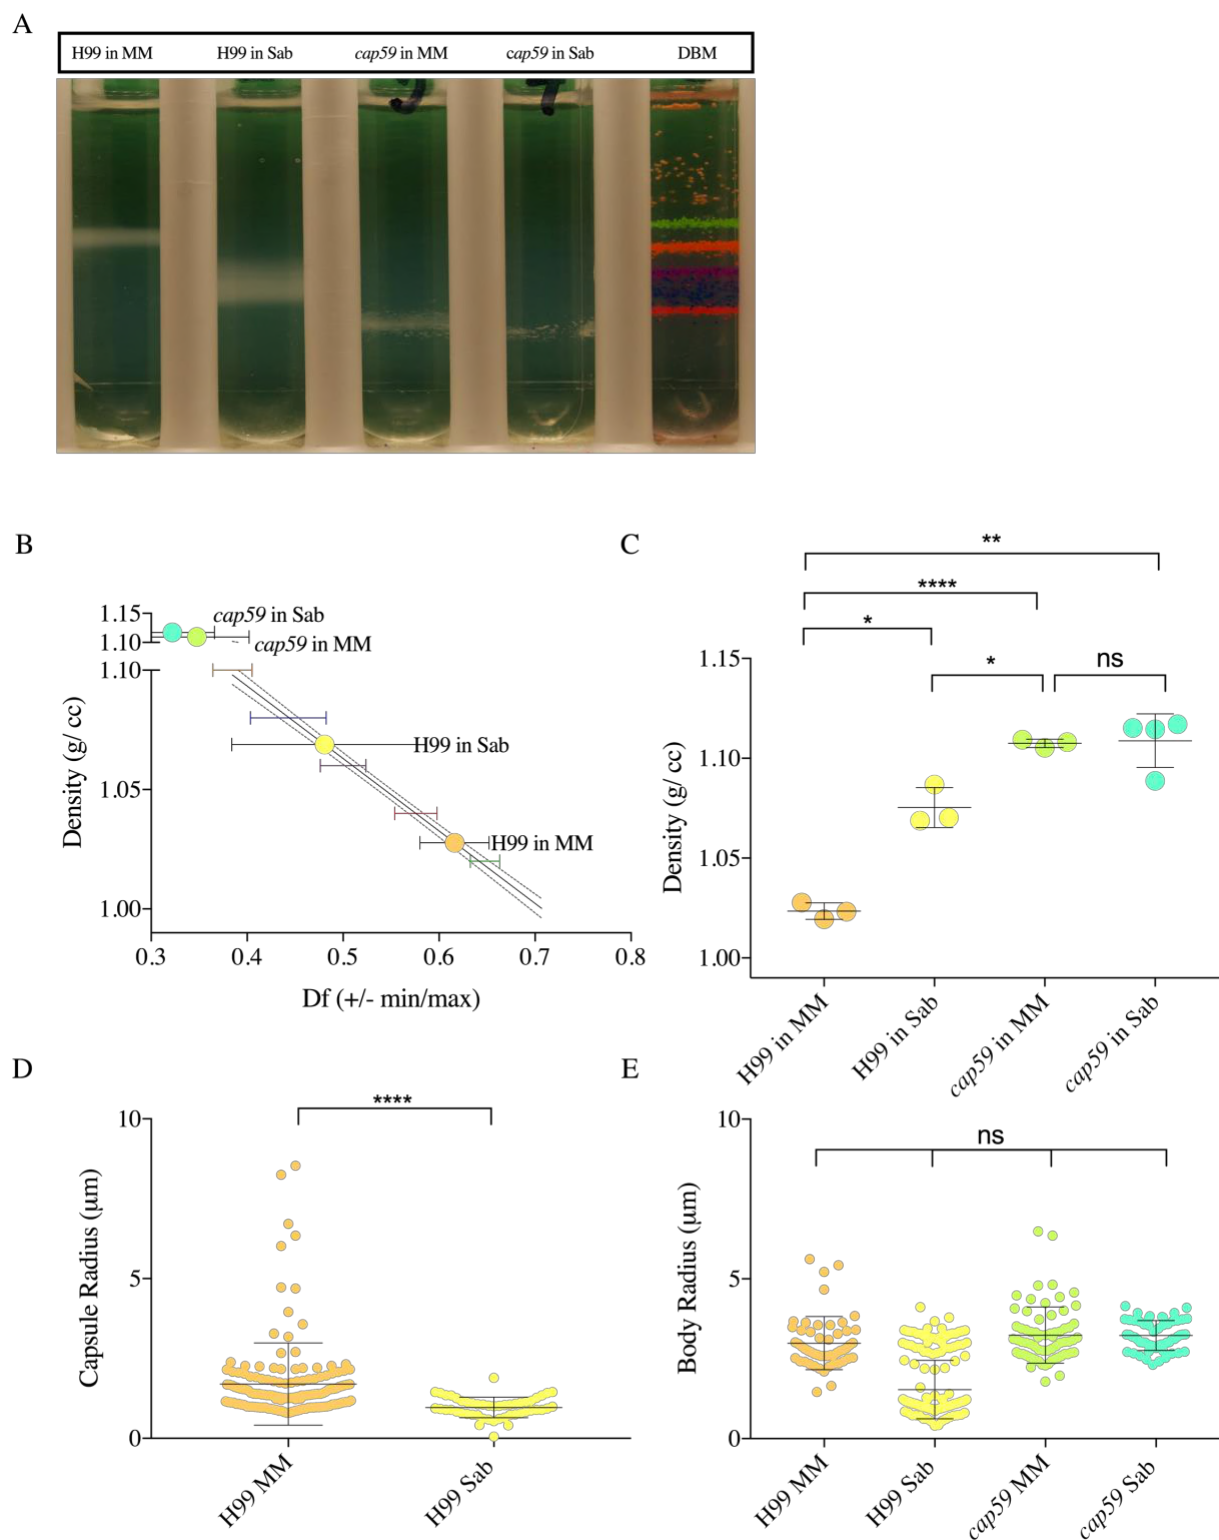 A
H99 in MM H99 in Sab cap59 in MM cap59 in Sab DBM
B
1.15
1.10
1.10
1.05
1.00
Density (g/ cc)
cap59 in Sab
cap59 in MM
H99 in Sab
H99 in MM
0.3 0.4 0.5 0.6 0.7 0.8
Df (+/- min/max)
C
**
****
*
* ns
1.15
1.10
1.05
1.00
Density (g/ cc)
H99 in MM H99 in Sab cap59 in MM cap59 in Sab
D
****
10
5
0
Capsule Radius (µm)
H99 MM H99 Sab
E
ns
10
5
0
Body Radius (µm)
H99 MM H99 Sab cap59 MM cap59 Sab